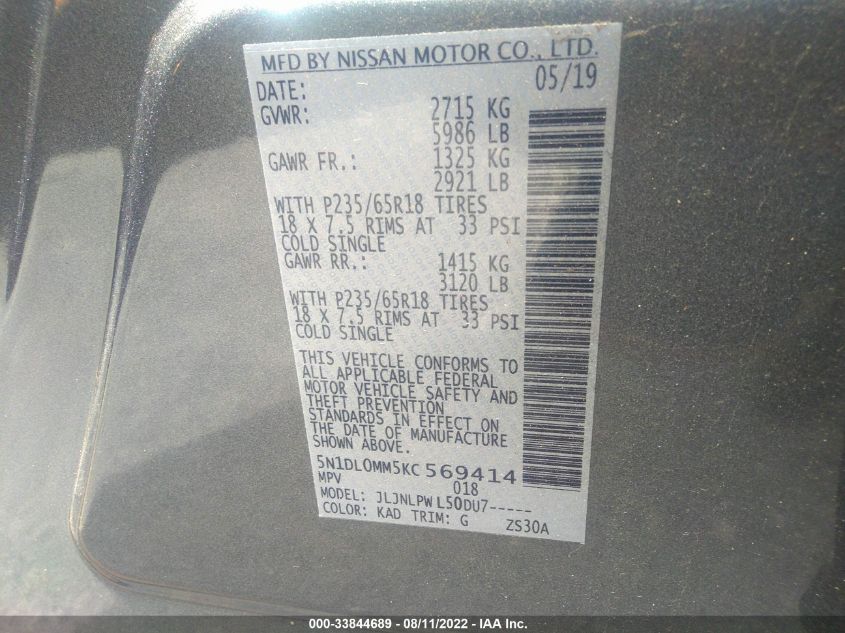 MFD BY NISSAN MOTOR CO., LTD.
DATE: 05/19
GVWR: 2715 KG
5986 LB
GAWR FR.: 1325 KG
2921 LB
WITH P235/65R18 TIRES
18 X 7.5 RIMS AT 33 PSI
COLD SINGLE
GAWR RR.: 1415 KG
3120 LB
WITH P235/65R18 TIRES
18 X 7.5 RIMS AT 33 PSI
COLD SINGLE
THIS VEHICLE CONFORMS TO
ALL APPLICABLE FEDERAL
MOTOR VEHICLE SAFETY AND
THEFT PREVENTION
STANDARDS IN EFFECT ON
THE DATE OF MANUFACTURE
SHOWN ABOVE.
5N1DL0MM5KC569414
MPV 018
MODEL: JLJNLPWL50DU7-----
COLOR: KAD TRIM: G ZS30A
000-33844689 - 08/11/2022 - IAA Inc.